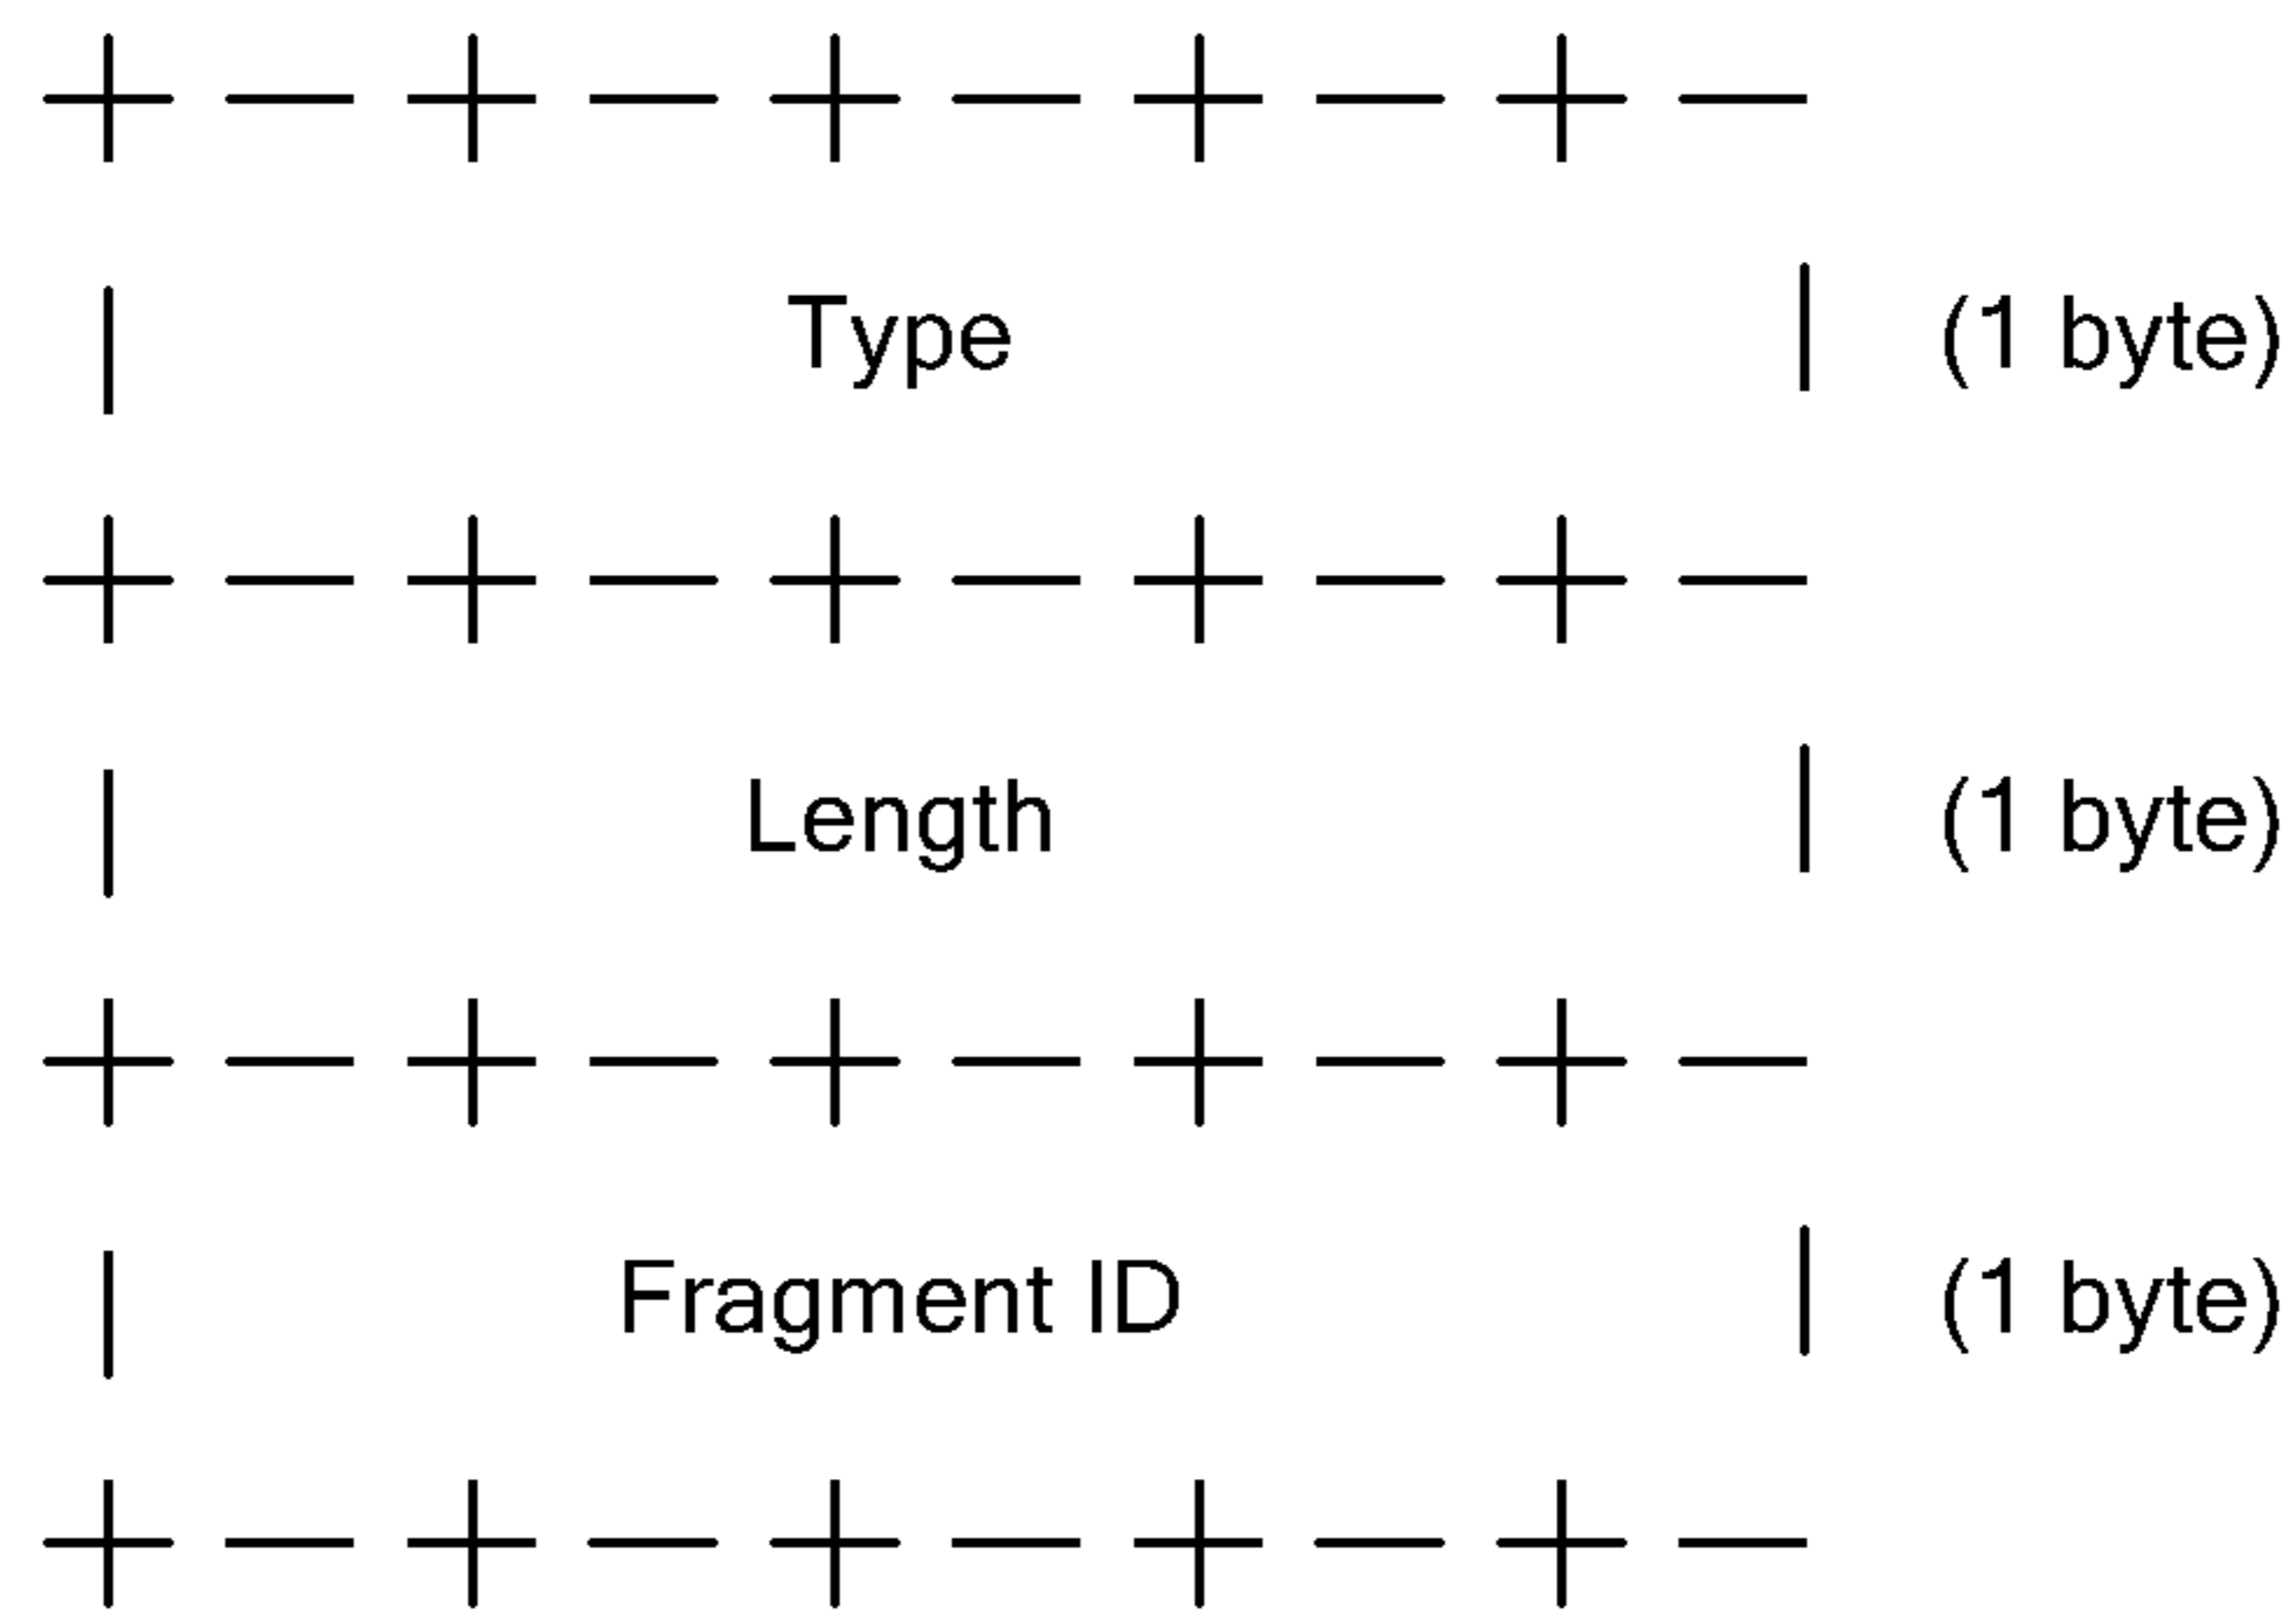 + — + — + — + — + —
| Type | (1 byte)
+ — + — + — + — + —
| Length | (1 byte)
+ — + — + — + — + —
| Fragment ID | (1 byte)
+ — + — + — + — + —